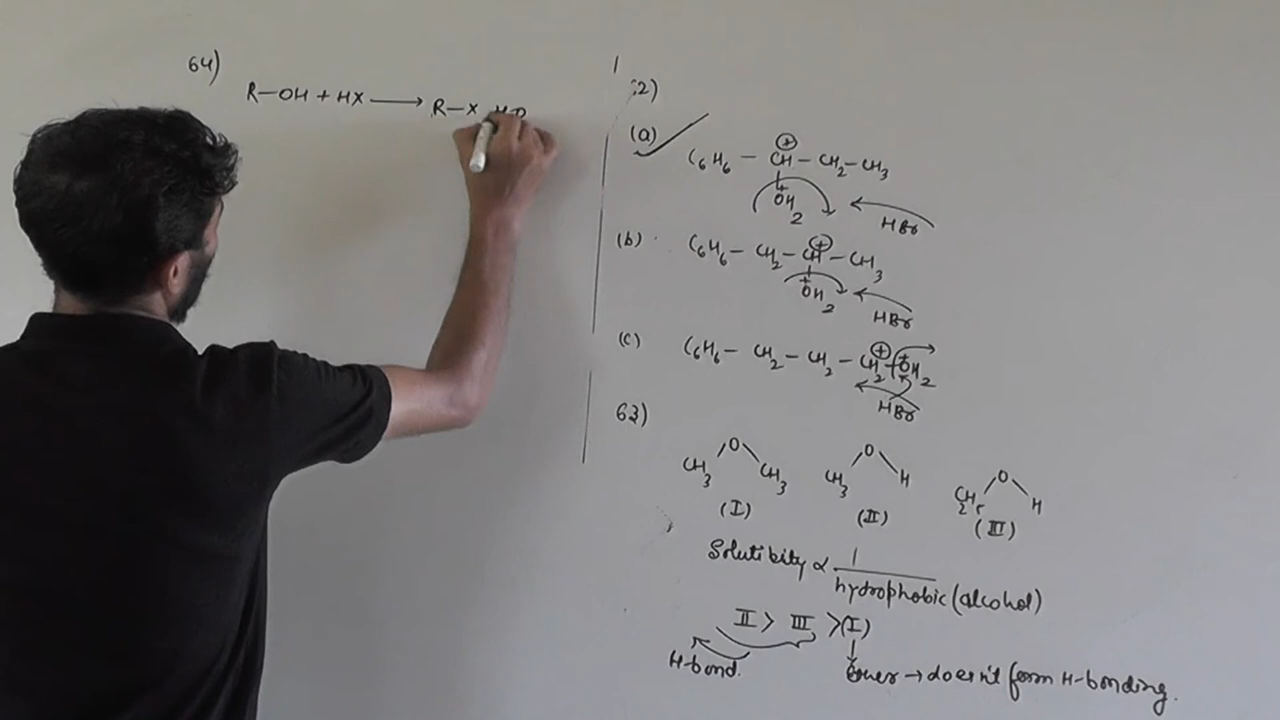 64)
R-OH + HX ⟶ R-X
62)
(a)
C6H6 - CH - CH2 - CH3
⊕
+OH2
HBr
(b)
C6H6 - CH2 - CH - CH3
⊕
+OH2
HBr
(c)
C6H6 - CH2 - CH2 - CH2 - OH2
⊕ +
HBr
63)
O O O
CH3 CH3 CH3 H C2H5 H
(I) (II) (III)
Solutibity ∝ 1 / hydrophobic (alcohol)
II > III > (I)
H-bond.
→ doesn't form H-bonding.